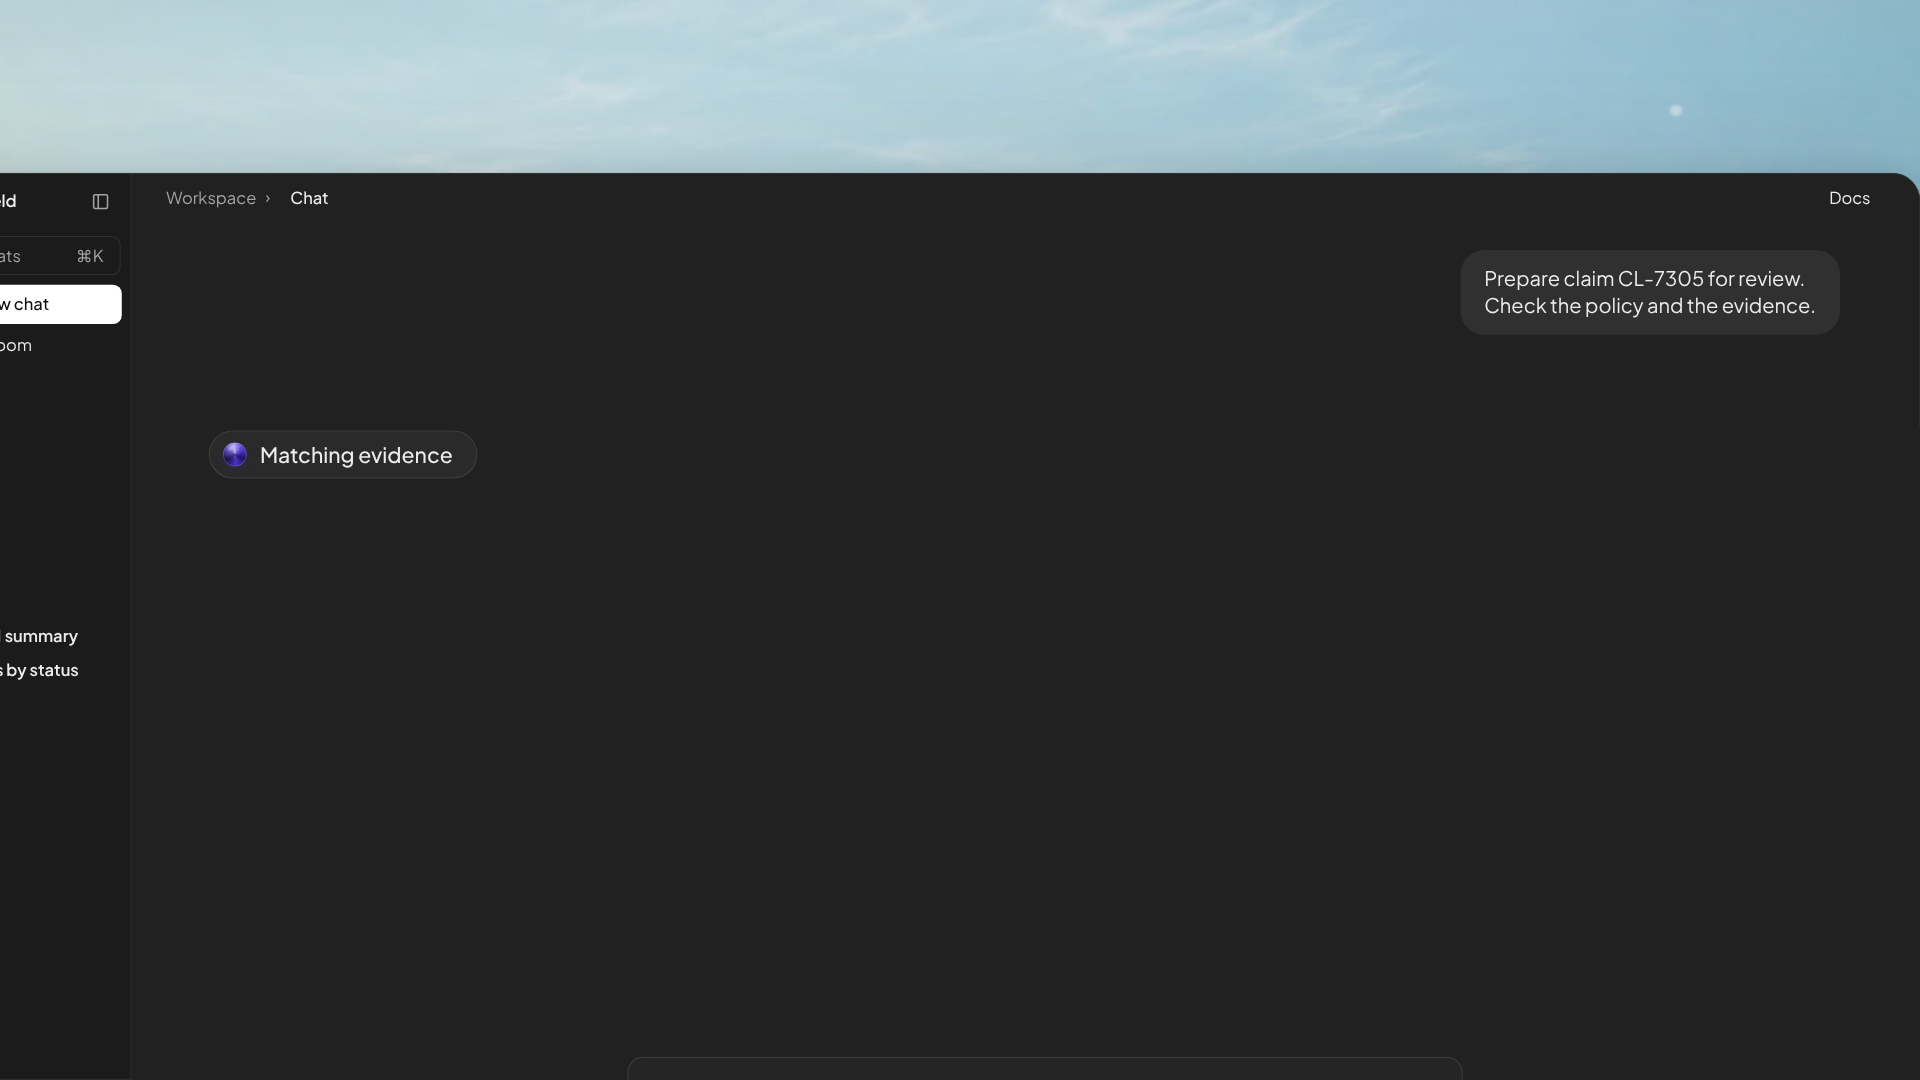 ld
Workspace › Chat
Docs
ats ⌘K
w chat
oom
Prepare claim CL-7305 for review.
Check the policy and the evidence.
Matching evidence
summary
s by status